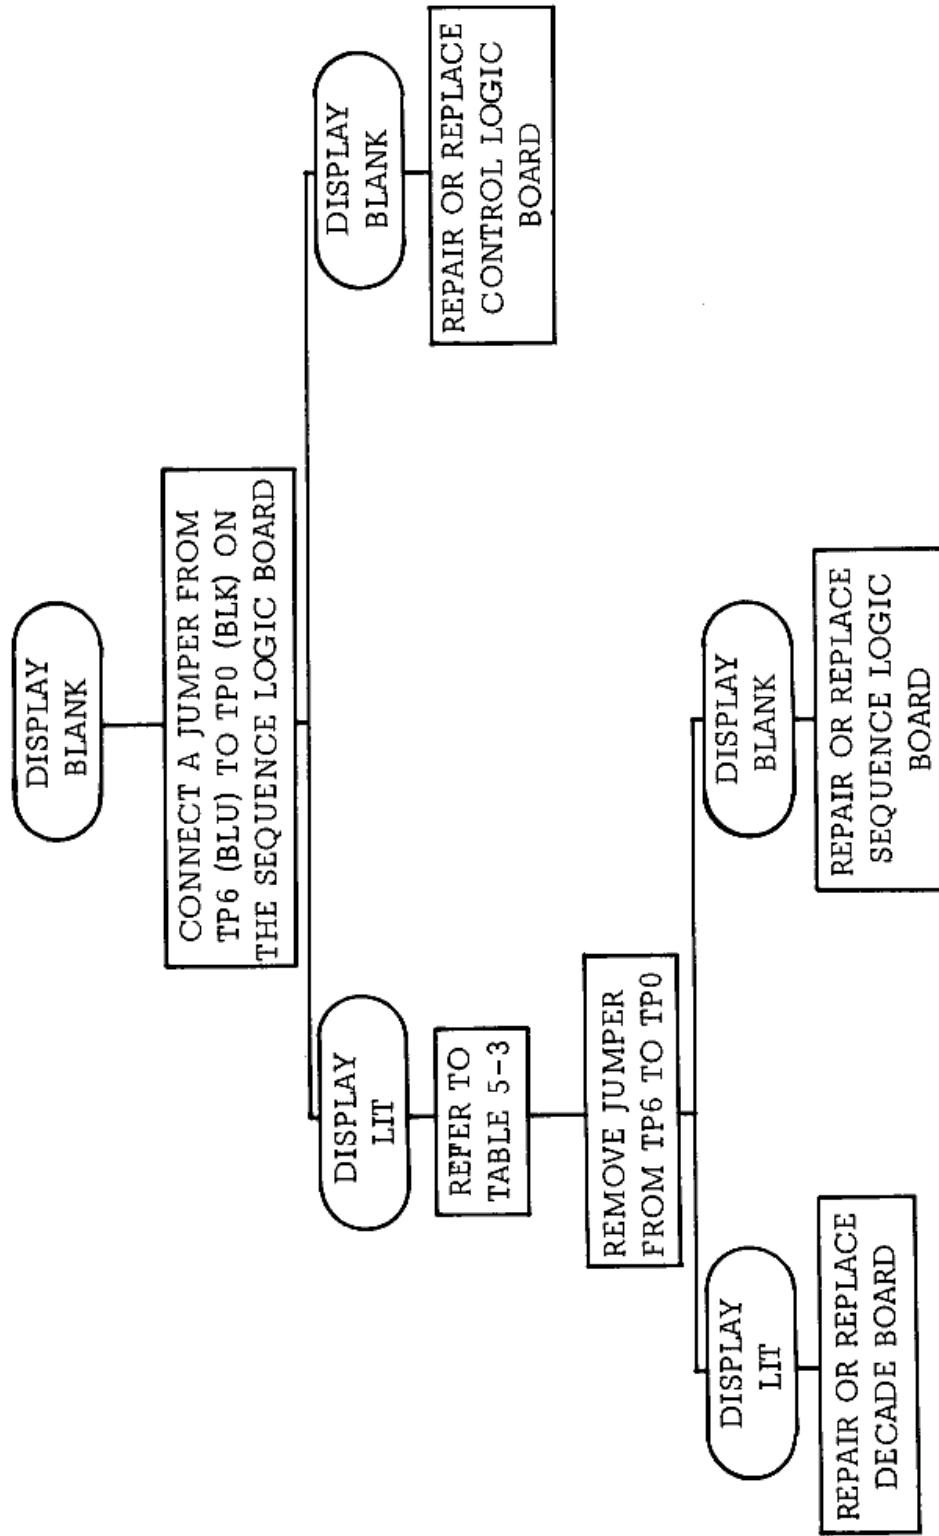 DISPLAY
BLANK
CONNECT A JUMPER FROM
TP6 (BLU) TO TP0 (BLK) ON
THE SEQUENCE LOGIC BOARD
DISPLAY
LIT
DISPLAY
BLANK
REFER TO
TABLE 5-3
REPAIR OR REPLACE
CONTROL LOGIC
BOARD
REMOVE JUMPER
FROM TP6 TO TP0
DISPLAY
LIT
DISPLAY
BLANK
REPAIR OR REPLACE
DECADE BOARD
REPAIR OR REPLACE
SEQUENCE LOGIC
BOARD